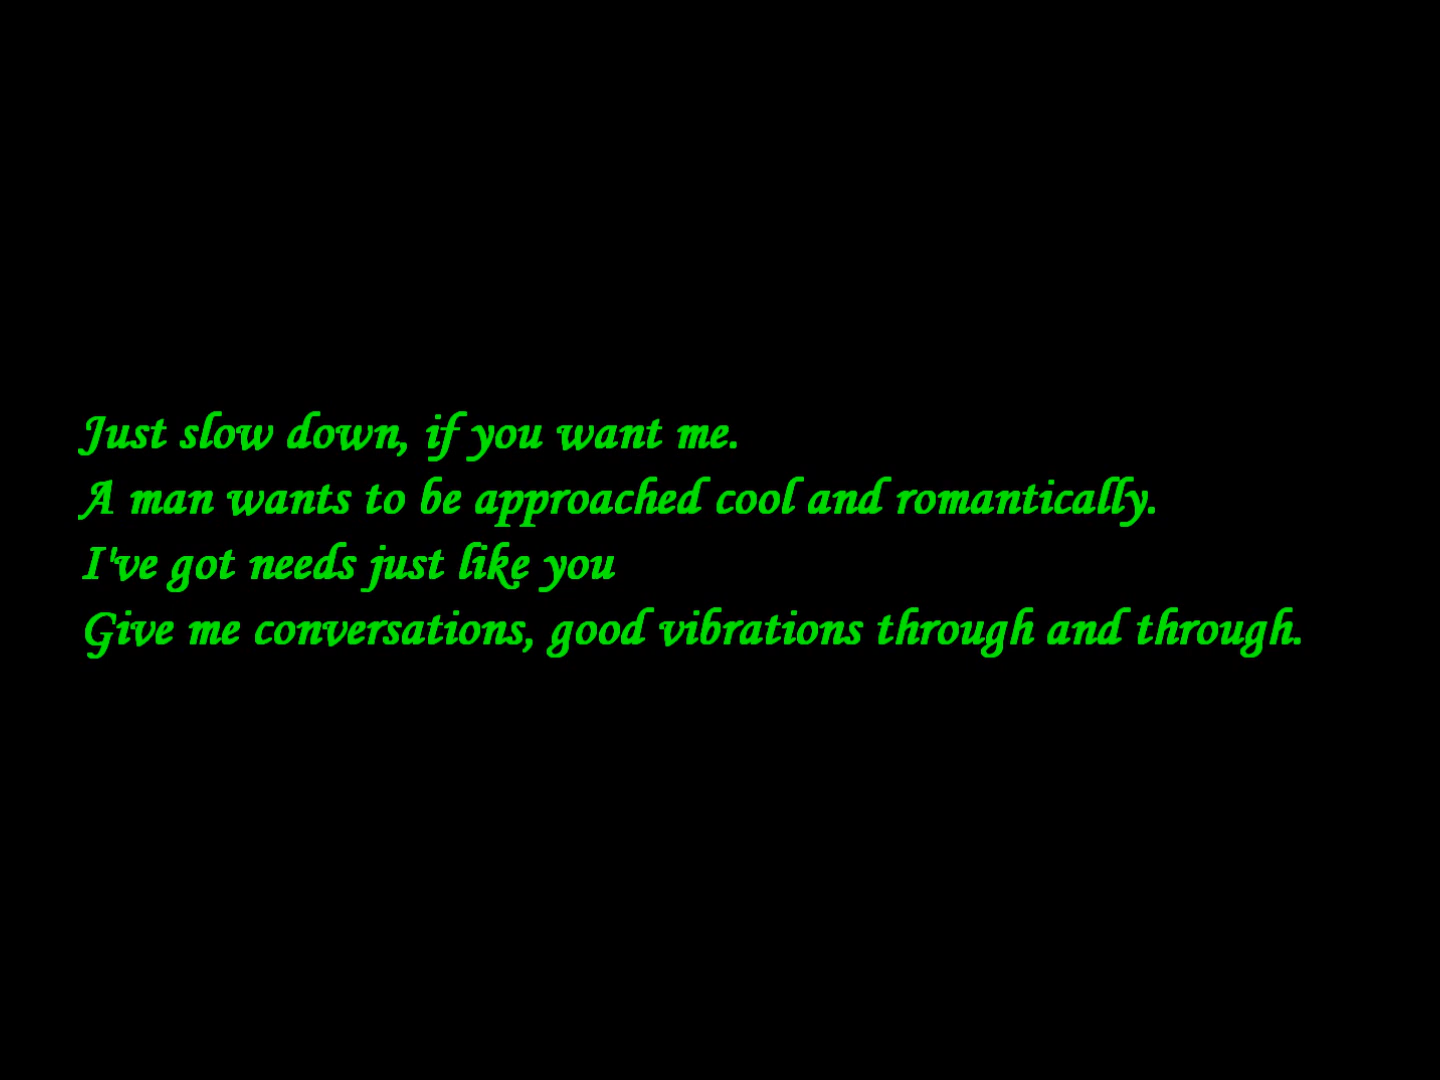 Just slow down, if you want me.
A man wants to be approached cool and romantically.
I've got needs just like you
Give me conversations, good vibrations through and through.